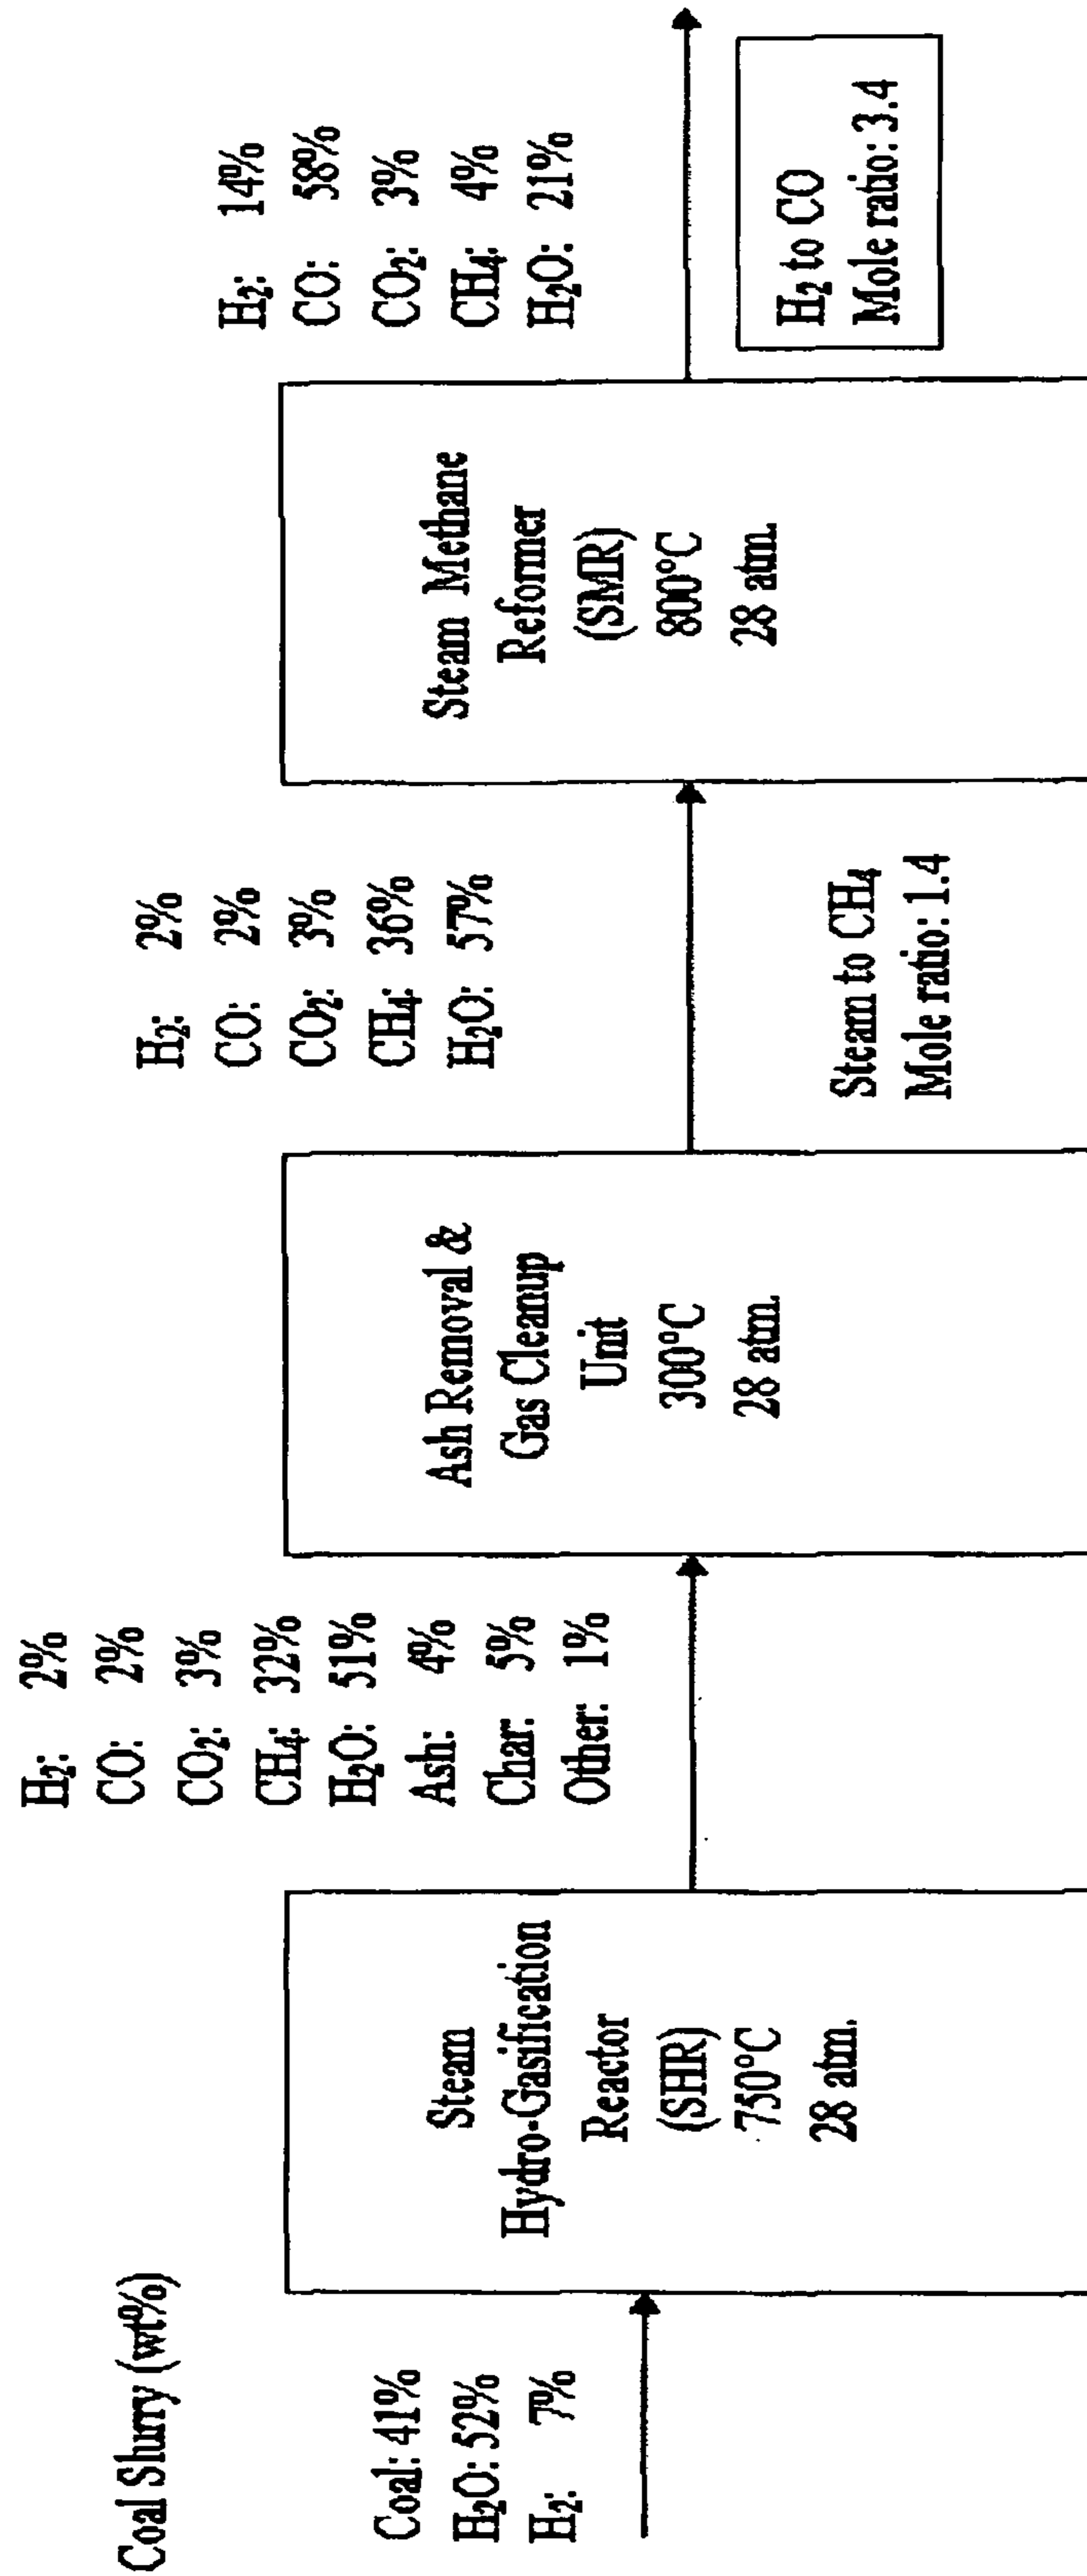 Coal Slurry (wt%)
Coal: 41%
H₂O: 52%
H₂: 7%
Steam
Hydro-Gasification
Reactor
(SHR)
750°C
28 atm.
H₂: 2%
CO: 2%
CO₂: 3%
CH₄: 32%
H₂O: 51%
Ash: 4%
Char: 5%
Other: 1%
Ash Removal &
Gas Cleanup
Unit
300°C
28 atm.
H₂: 2%
CO: 2%
CO₂: 3%
CH₄: 36%
H₂O: 57%
Steam to CH₄
Mole ratio: 1.4
Steam Methane
Reformer
(SMR)
800°C
28 atm.
H₂: 14%
CO: 58%
CO₂: 3%
CH₄: 4%
H₂O: 21%
H₂ to CO
Mole ratio: 3.4